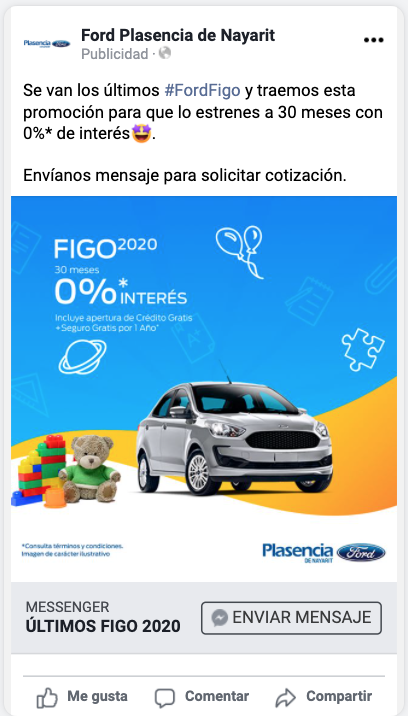 Plasencia Ford
Ford Plasencia de Nayarit
Publicidad ·
Se van los últimos #FordFigo y traemos esta
promoción para que lo estrenes a 30 meses con
0%* de interés🤩.
Envíanos mensaje para solicitar cotización.
FIGO2020
30 meses
0%*INTERÉS
Incluye apertura de Crédito Gratis
+Seguro Gratis por 1 Año*
*Consulta términos y condiciones.
Imagen de carácter ilustrativo
Plasencia Ford
DE NAYARIT
MESSENGER
ÚLTIMOS FIGO 2020
ENVIAR MENSAJE
Me gusta
Comentar
Compartir